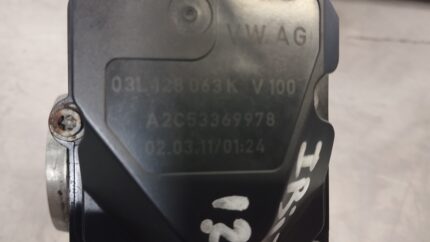 VW AG
03L 128 063 K V 100
A2C53369978
02.03.11/01:24